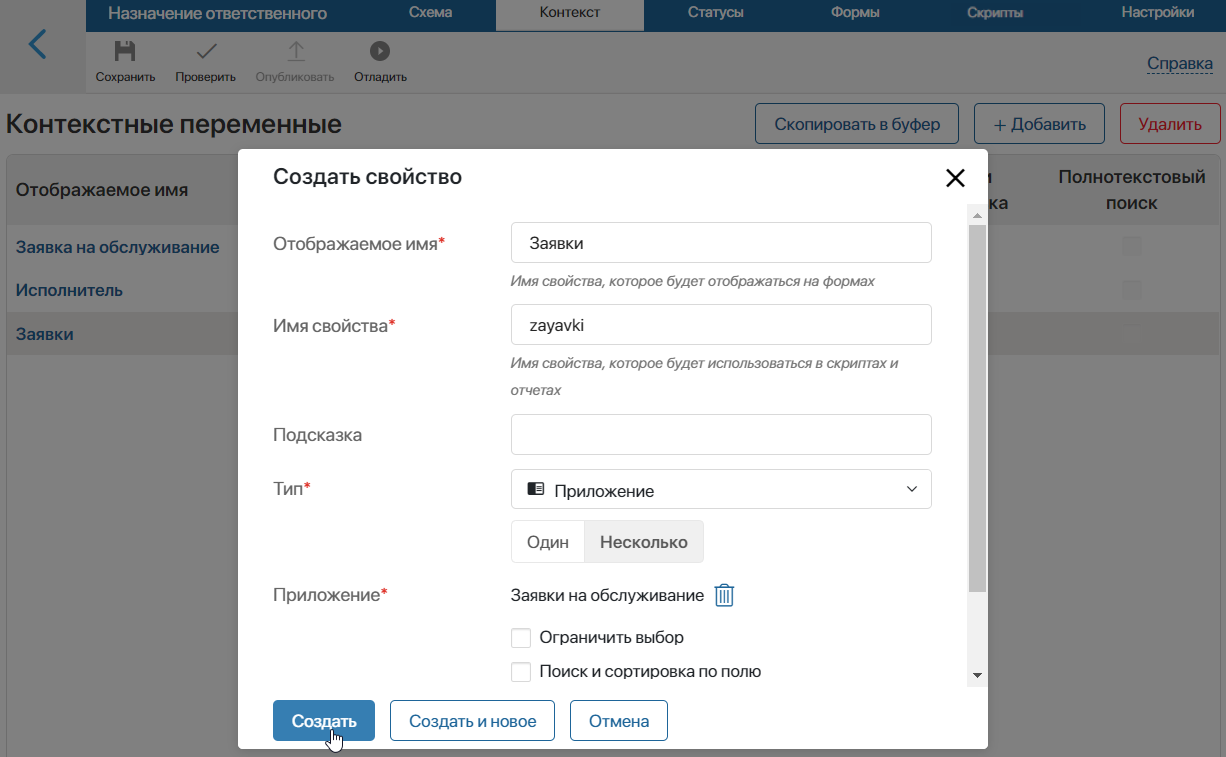 Назначение ответственного Схема Контекст Статусы Формы Скрипты Настройки
Сохранить Проверить Опубликовать Отладить Справка
Контекстные переменные Скопировать в буфер + Добавить Удалить
Отображаемое имя Полнотекстовый
поиск
Заявка на обслуживание
Исполнитель
Заявки
Создать свойство
Отображаемое имя* Заявки
Имя свойства, которое будет отображаться на формах
Имя свойства* zayavki
Имя свойства, которое будет использоваться в скриптах и
отчетах
Подсказка
Тип* Приложение
Один Несколько
Приложение* Заявки на обслуживание
Ограничить выбор
Поиск и сортировка по полю
Создать Создать и новое Отмена